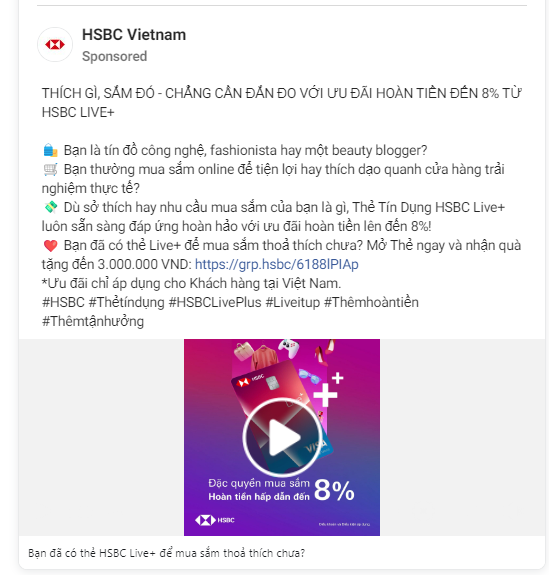 HSBC Vietnam
Sponsored
THÍCH GÌ, SẮM ĐÓ - CHẲNG CẦN ĐẮN ĐO VỚI ƯU ĐÃI HOÀN TIỀN ĐẾN 8% TỪ
HSBC LIVE+
🛍️ Bạn là tín đồ công nghệ, fashionista hay một beauty blogger?
🛒 Bạn thường mua sắm online để tiện lợi hay thích dạo quanh cửa hàng trải
nghiệm thực tế?
💸 Dù sở thích hay nhu cầu mua sắm của bạn là gì, Thẻ Tín Dụng HSBC Live+
luôn sẵn sàng đáp ứng hoàn hảo với ưu đãi hoàn tiền lên đến 8%!
❤️ Bạn đã có thẻ Live+ để mua sắm thoả thích chưa? Mở Thẻ ngay và nhận quà
tặng đến 3.000.000 VND: https://grp.hsbc/6188lPIAp
*Ưu đãi chỉ áp dụng cho Khách hàng tại Việt Nam.
#HSBC #Thẻtíndụng #HSBCLivePlus #Liveitup #Thêmhoàntiền
#Thêmtậnhưởng
HSBC
VISA
Đặc quyền mua sắm
Hoàn tiền hấp dẫn đến 8%
HSBC
Điều khoản và Điều kiện áp dụng.
Bạn đã có thẻ HSBC Live+ để mua sắm thoả thích chưa?